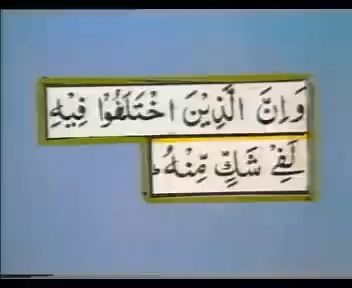 وَاِنَّ الَّذِيْنَ اخْتَلَفُوْا فِيْهِ
لَفِيْ شَكٍّ مِّنْهُ ؕ